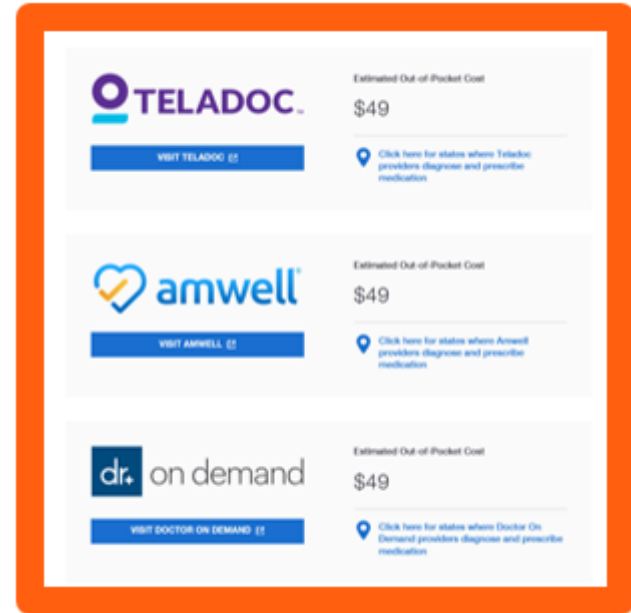 TELADOC
Estimated Out-of-Pocket Cost
$49
VISIT TELADOC
Click here for states where Teladoc
providers diagnose and prescribe
medication
amwell
Estimated Out-of-Pocket Cost
$49
VISIT AMWELL
Click here for states where Amwell
providers diagnose and prescribe
medication
dr+ on demand
Estimated Out-of-Pocket Cost
$49
VISIT DOCTOR ON DEMAND
Click here for states where Doctor On
Demand providers diagnose and prescribe
medication